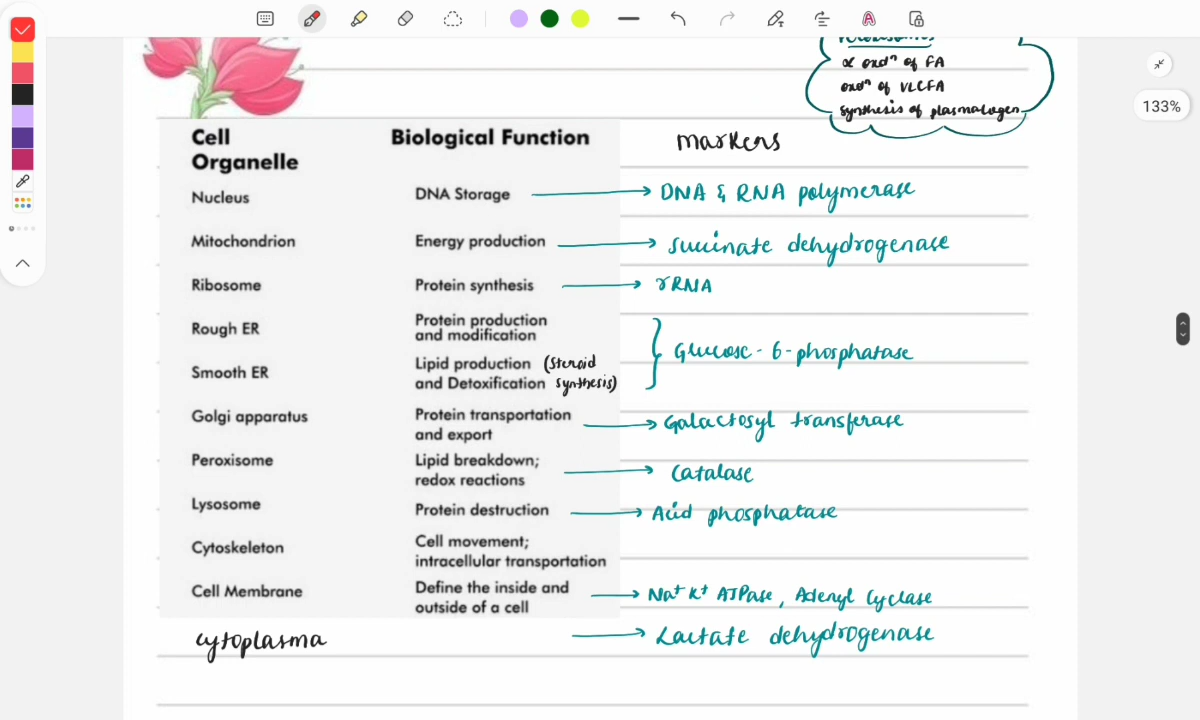 α oxdⁿ of FA
oxdⁿ of VLCFA
synthesis of plasmalogen
133%
Cell Organelle Biological Function markers
Nucleus DNA Storage → DNA & RNA polymerase
Mitochondrion Energy production → succinate dehydrogenase
Ribosome Protein synthesis → rRNA
Rough ER Protein production
and modification
} Glucose-6-phosphatase
Smooth ER Lipid production (steroid
and Detoxification synthesis)
Golgi apparatus Protein transportation
and export → Galactosyl transferase
Peroxisome Lipid breakdown;
redox reactions → catalase
Lysosome Protein destruction → Acid phosphatase
Cytoskeleton Cell movement;
intracellular transportation
Cell Membrane Define the inside and
outside of a cell → Na⁺ K⁺ ATPase, Adenyl cyclase
cytoplasma → Lactate dehydrogenase